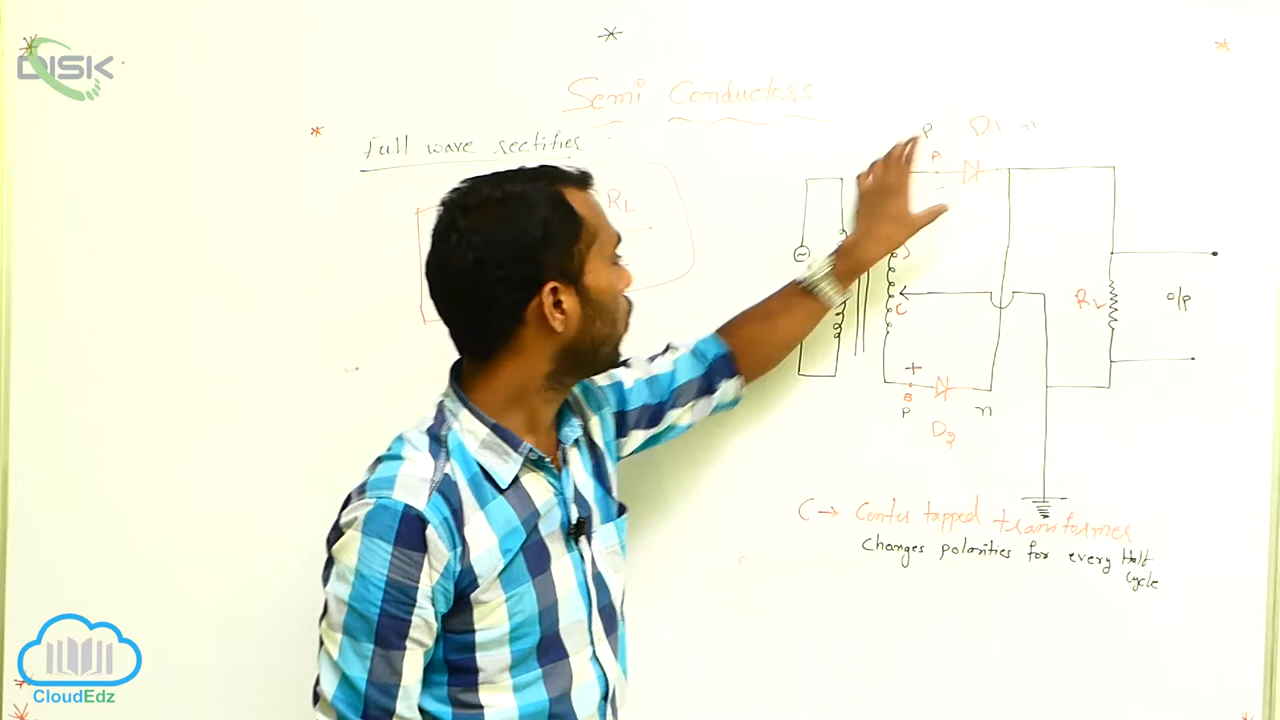 DISK
Semi Conductors
Full wave rectifier
RL
P
D1
n
A
-
~
C
RL
o/p
+
B
P
n
D2
C → Center tapped transformer
Changes polarities for every Half
Cycle
CloudEdz